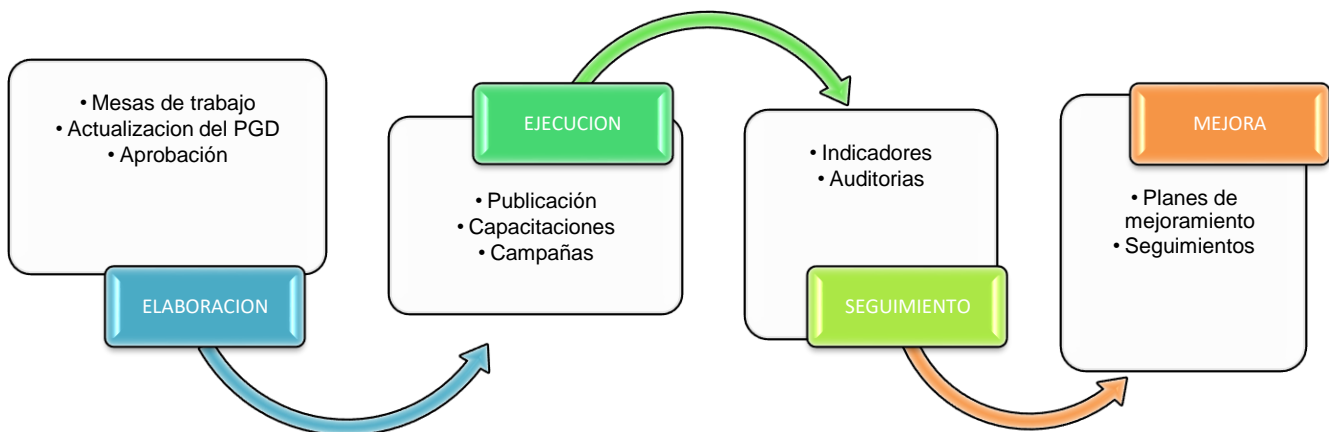 • Mesas de trabajo
• Actualizacion del PGD
• Aprobación
ELABORACION
EJECUCION
• Publicación
• Capacitaciones
• Campañas
• Indicadores
• Auditorias
SEGUIMIENTO
MEJORA
• Planes de
mejoramiento
• Seguimientos